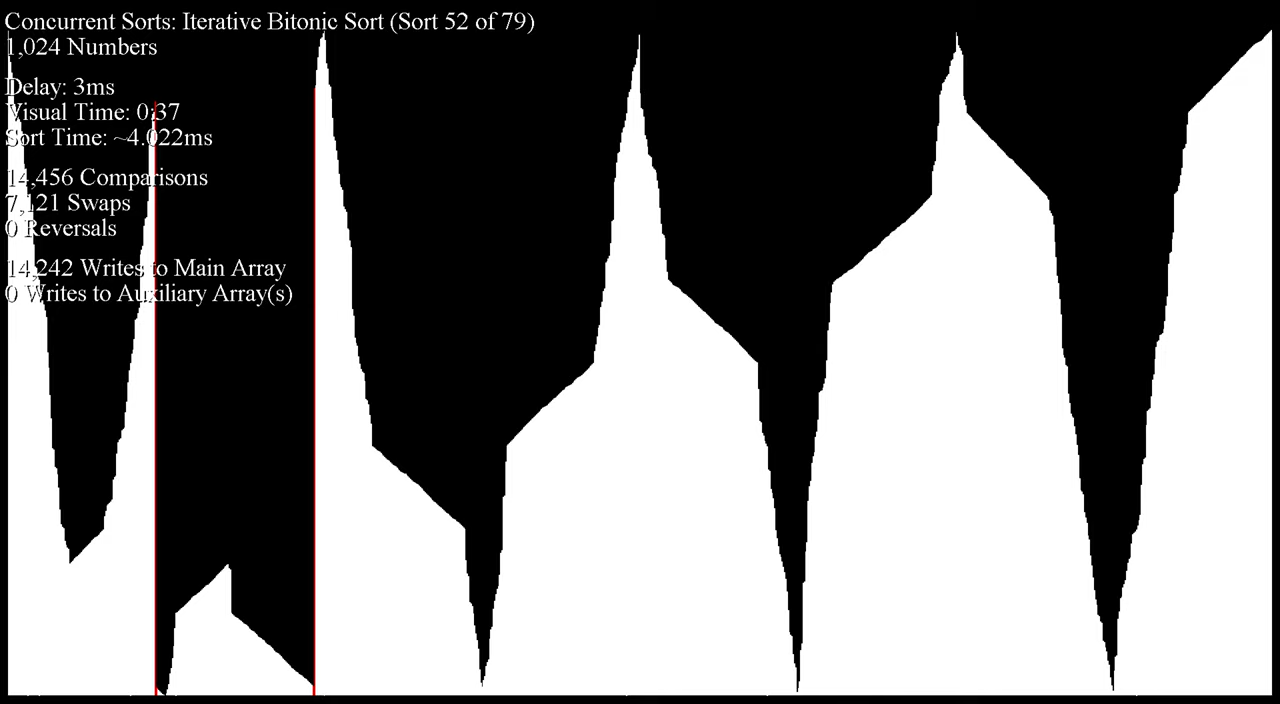 Concurrent Sorts: Iterative Bitonic Sort (Sort 52 of 79)
1,024 Numbers
Delay: 3ms
Visual Time: 0:37
Sort Time: ~4.022ms
14,456 Comparisons
7,121 Swaps
0 Reversals
14,242 Writes to Main Array
0 Writes to Auxiliary Array(s)